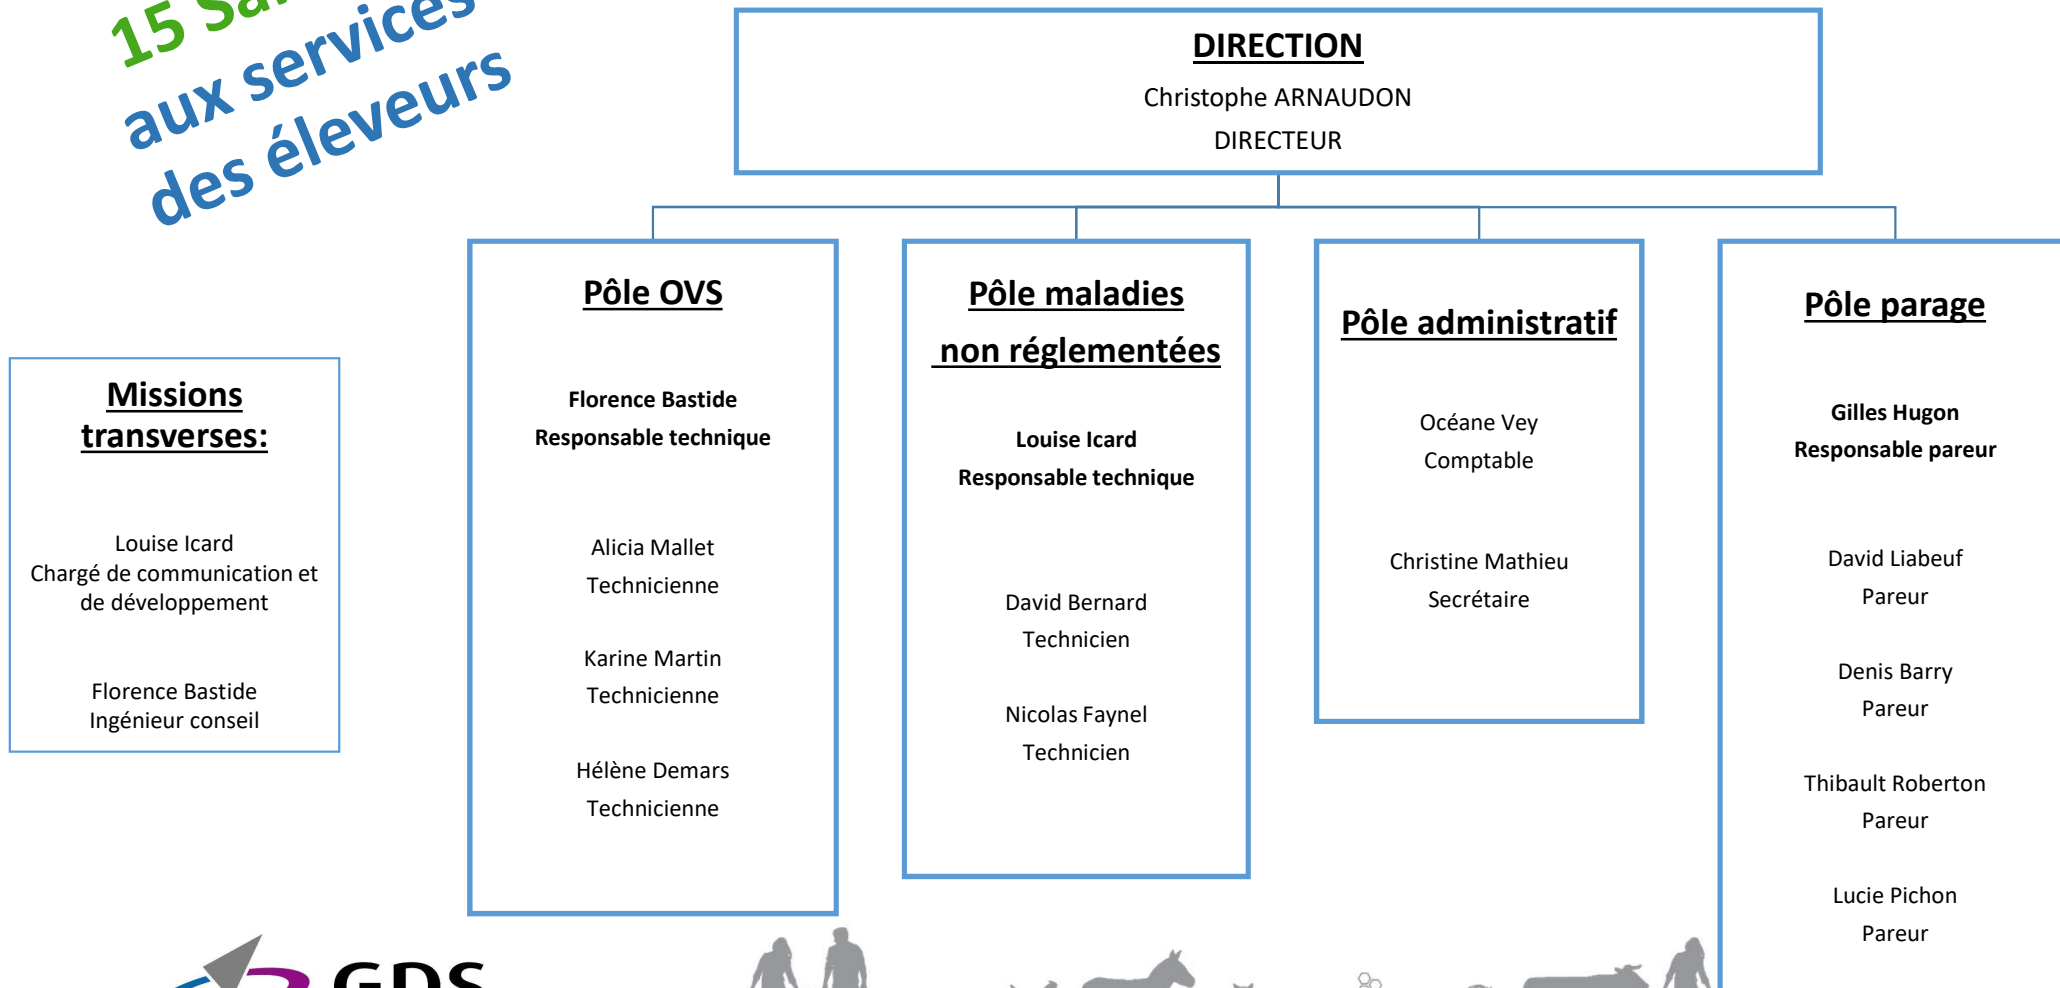 15
aux services
des éleveurs
DIRECTION
Christophe ARNAUDON
DIRECTEUR
Missions
transverses:
Louise Icard
Chargé de communication et
de développement
Florence Bastide
Ingénieur conseil
Pôle OVS
Florence Bastide
Responsable technique
Alicia Mallet
Technicienne
Karine Martin
Technicienne
Hélène Demars
Technicienne
Pôle maladies
non réglementées
Louise Icard
Responsable technique
David Bernard
Technicien
Nicolas Faynel
Technicien
Pôle administratif
Océane Vey
Comptable
Christine Mathieu
Secrétaire
Pôle parage
Gilles Hugon
Responsable pareur
David Liabeuf
Pareur
Denis Barry
Pareur
Thibault Roberton
Pareur
Lucie Pichon
Pareur
GDS